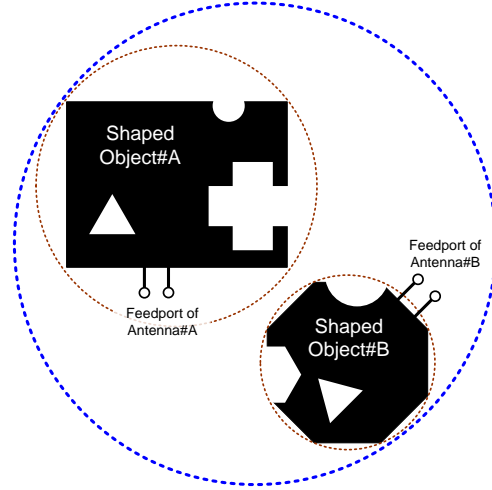 Shaped
Object#A
Feedport of
Antenna#A
Feedport of
Antenna#B
Shaped
Object#B